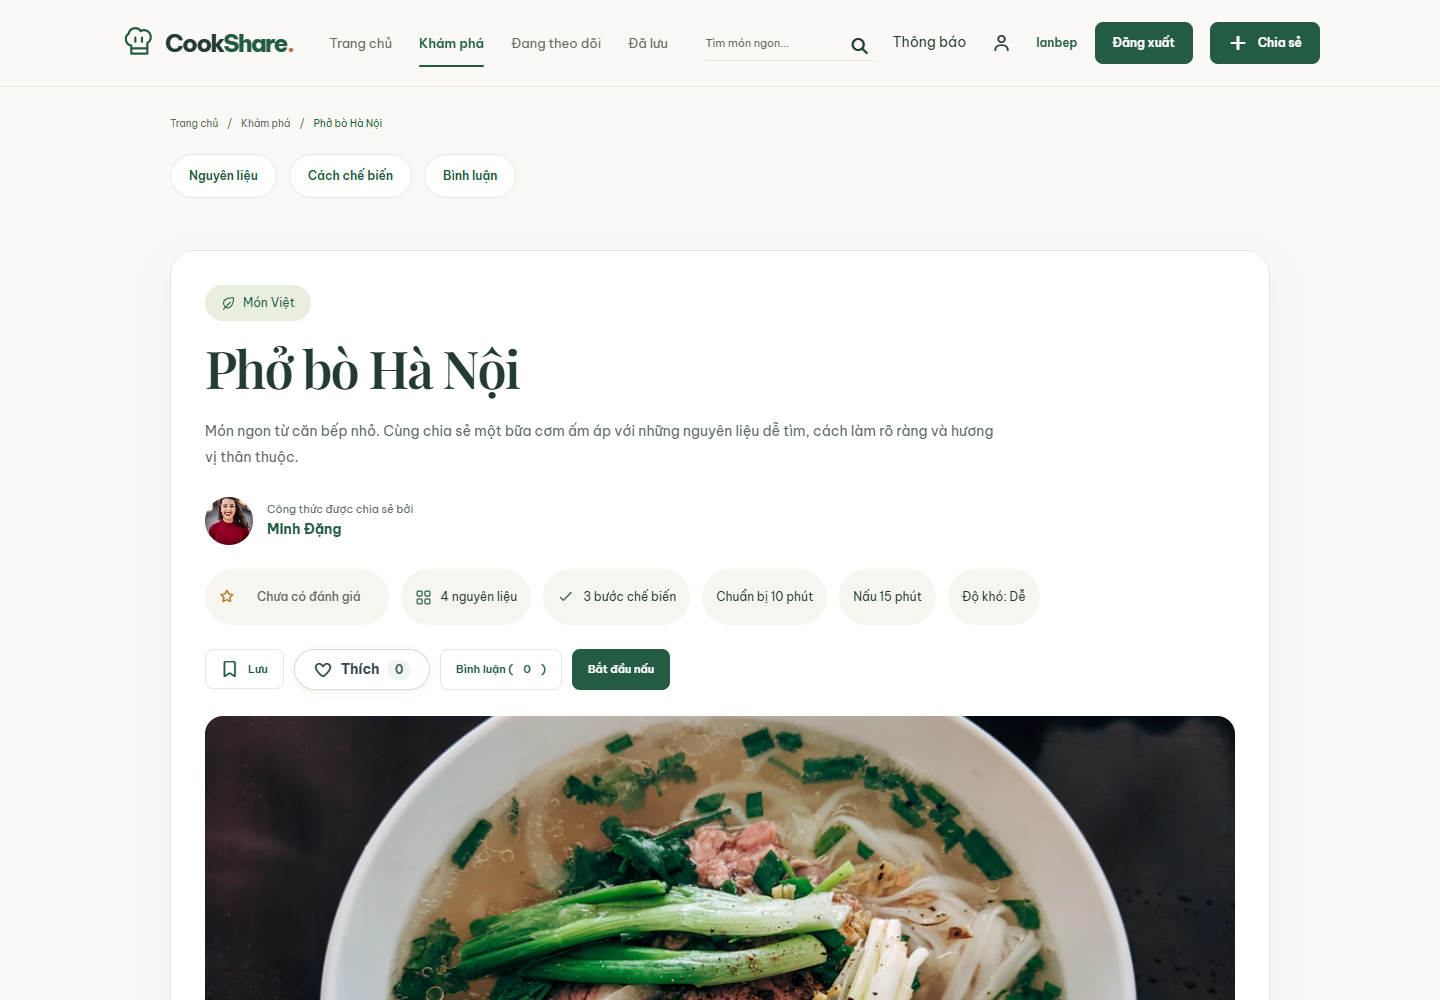 CookShare.
Trang chủ
Khám phá
Đang theo dõi
Đã lưu
Tìm món ngon...
Thông báo
lanbep
Đăng xuất
Chia sẻ
Trang chủ / Khám phá / Phở bò Hà Nội
Nguyên liệu
Cách chế biến
Bình luận
Món Việt
Phở bò Hà Nội
Món ngon từ căn bếp nhỏ. Cùng chia sẻ một bữa cơm ấm áp với những nguyên liệu dễ tìm, cách làm rõ ràng và hương
vị thân thuộc.
Công thức được chia sẻ bởi
Minh Đặng
Chưa có đánh giá
4 nguyên liệu
3 bước chế biến
Chuẩn bị 10 phút
Nấu 15 phút
Độ khó: Dễ
Lưu
Thích 0
Bình luận ( 0 )
Bắt đầu nấu